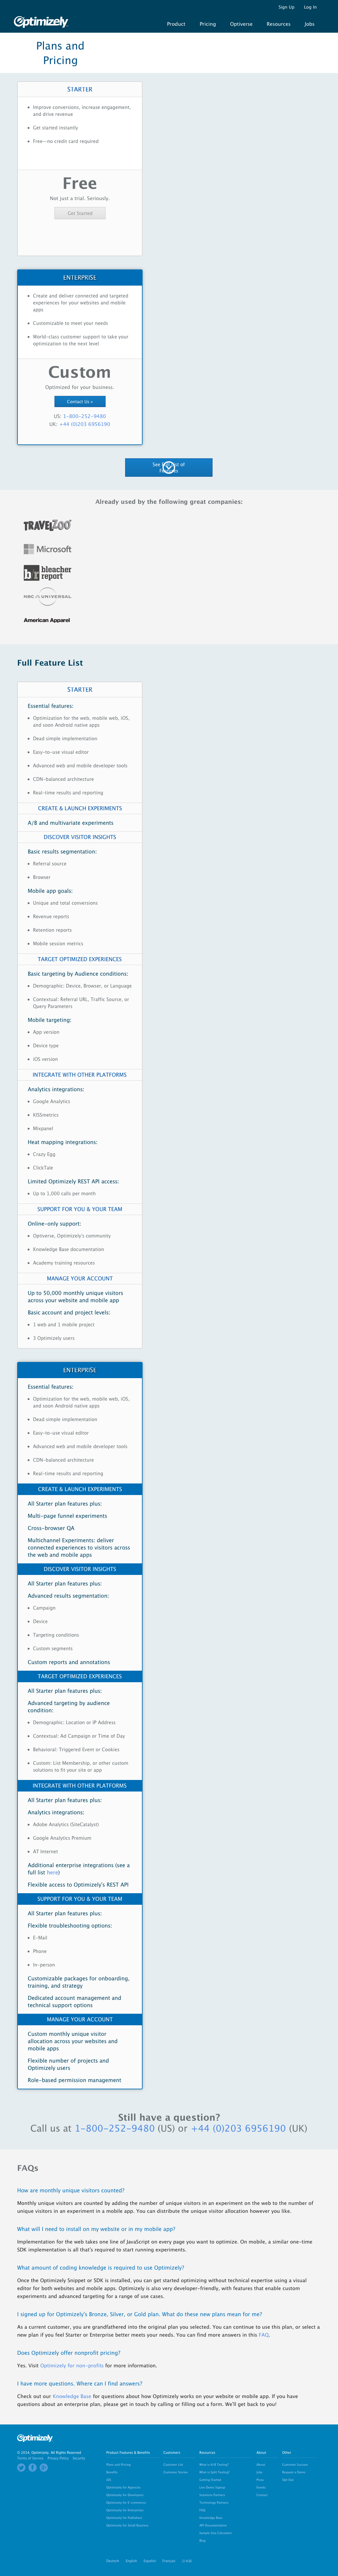 Sign Up Log In
Optimizely
Product Pricing Optiverse Resources Jobs
Plans and
Pricing
STARTER
Improve conversions, increase engagement,
and drive revenue.
Get started instantly
Free—no credit card required
Free
Not just a trial. Seriously.
Get Started
ENTERPRISE
Create and deliver connected and targeted
experiences for your websites and mobile
apps
Customizable to meet your needs
World-class customer support to take your
optimization to the next level
Custom
Optimized for your business.
Contact Us »
US: 1-800-252-9480
UK: +44 (0)203 6956190
Already used by the following great companies:
TRAVELZOO
Microsoft
bleacher
report
NBC UNIVERSAL
American Apparel
Full Feature List
STARTER
Essential features:
Optimization for the web, mobile web, iOS,
and soon Android native apps
Dead simple implementation
Easy-to-use visual editor
Advanced web and mobile developer tools
CDN-balanced architecture
Real-time results and reporting
CREATE & LAUNCH EXPERIMENTS
A/B and multivariate experiments
DISCOVER VISITOR INSIGHTS
Basic results segmentation:
Referral source
Browser
Mobile app goals:
Unique and total conversions
Revenue reports
Retention reports
Mobile session metrics
TARGET OPTIMIZED EXPERIENCES
Basic targeting by Audience conditions:
Demographic: Device, Browser, or Language
Contextual: Referral URL, Traffic Source, or
Query Parameters
Mobile targeting:
App version
Device type
iOS version
INTEGRATE WITH OTHER PLATFORMS
Analytics integrations:
Google Analytics
KISSmetrics
Mixpanel
Heat mapping integrations:
Crazy Egg
ClickTale
Limited Optimizely REST API access:
Up to 1,000 calls per month
SUPPORT FOR YOU & YOUR TEAM
Online-only support:
Optiverse, Optimizely's community
Knowledge Base documentation
Academy training resources
MANAGE YOUR ACCOUNT
Up to 50,000 monthly unique visitors
across your website and mobile app
Basic account and project levels:
1 web and 1 mobile project
3 Optimizely users
ENTERPRISE
Essential features:
Optimization for the web, mobile web, iOS,
and soon Android native apps
Dead simple implementation
Easy-to-use visual editor
Advanced web and mobile developer tools
CDN-balanced architecture
Real-time results and reporting
CREATE & LAUNCH EXPERIMENTS
All Starter plan features plus:
Multi-page funnel experiments
Cross-browser QA
Multichannel Experiments: deliver
connected experiences to visitors across
the web and mobile apps
DISCOVER VISITOR INSIGHTS
All Starter plan features plus:
Advanced results segmentation:
Campaign
Device
Targeting conditions
Custom segments
Custom reports and annotations
TARGET OPTIMIZED EXPERIENCES
All Starter plan features plus:
Advanced targeting by audience
condition:
Demographic: Location or IP Address
Contextual: Ad Campaign or Time of Day
Behavioral: Triggered Event or Cookies
Custom: List Membership, or other custom
solutions to fit your site or app
INTEGRATE WITH OTHER PLATFORMS
All Starter plan features plus:
Analytics integrations:
Adobe Analytics (SiteCatalyst)
Google Analytics Premium
AT Internet
Additional enterprise integrations (see a
full list here)
Flexible access to Optimizely's REST API
SUPPORT FOR YOU & YOUR TEAM
All Starter plan features plus:
Flexible troubleshooting options:
E-Mail
Phone
In-person
Customizable packages for onboarding,
training, and strategy
Dedicated account management and
technical support options
MANAGE YOUR ACCOUNT
Custom monthly unique visitor
allocation across your websites and
mobile apps
Flexible number of projects and
Optimizely users
Role-based permission management
Still have a question?
Call us at 1-800-252-9480 (US) or +44 (0)203 6956190 (UK)
FAQs
How are monthly unique visitors counted?
Monthly unique visitors are counted by adding the number of unique visitors in an experiment on the web to the number of
unique visitors in an experiment in a mobile app. You can distribute the unique visitor allocation however you like.
What will I need to install on my website or in my mobile app?
Implementation for the web takes one line of JavaScript on every page you want to optimize. On mobile, a similar one-time
SDK implementation is all that's required to start running experiments.
What amount of coding knowledge is required to use Optimizely?
Once the Optimizely Snippet or SDK is installed, you can get started optimizing without technical expertise using a visual
editor for both websites and mobile apps. Optimizely is also very developer-friendly, with features that enable custom
experiments and advanced targeting for a range of use cases.
I signed up for Optimizely's Bronze, Silver, or Gold plan. What do these new plans mean for me?
As a current customer, you are grandfathered into the original plan you selected. You can continue to use this plan, or select a
new plan if you feel Starter or Enterprise better meets your needs. You can find more answers in this FAQ.
Does Optimizely offer nonprofit pricing?
Yes. Visit Optimizely for non-profits for more information.
I have more questions. Where can I find answers?
Check out our Knowledge Base for questions about how Optimizely works on your website or mobile app. If you have
questions about an enterprise plan, please get in touch by calling or filling out a form. We'll get back to you!
Optimizely
© 2014, Optimizely. All Rights Reserved.
Terms of Service Privacy Policy Security
Product Features & Benefits Customers Resources About Other
Deutsch English Español Français 日本語